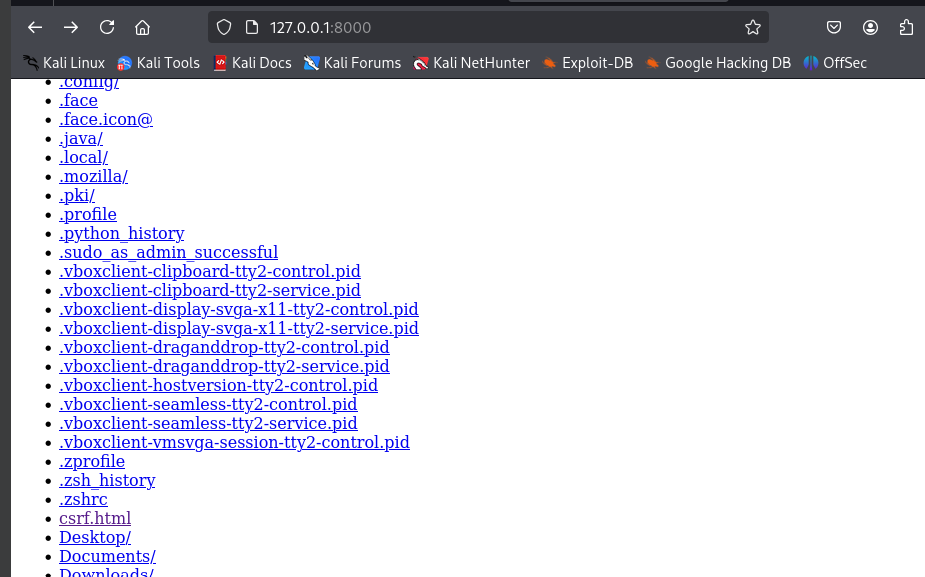 127.0.0.1:8000
Kali Linux Kali Tools Kali Docs Kali Forums Kali NetHunter Exploit-DB Google Hacking DB OffSec
.config/
.face
.face.icon@
.java/
.local/
.mozilla/
.pki/
.profile
.python_history
.sudo_as_admin_successful
.vboxclient-clipboard-tty2-control.pid
.vboxclient-clipboard-tty2-service.pid
.vboxclient-display-svga-x11-tty2-control.pid
.vboxclient-display-svga-x11-tty2-service.pid
.vboxclient-draganddrop-tty2-control.pid
.vboxclient-draganddrop-tty2-service.pid
.vboxclient-hostversion-tty2-control.pid
.vboxclient-seamless-tty2-control.pid
.vboxclient-seamless-tty2-service.pid
.vboxclient-vmsvga-session-tty2-control.pid
.zprofile
.zsh_history
.zshrc
csrf.html
Desktop/
Documents/
Downloads/